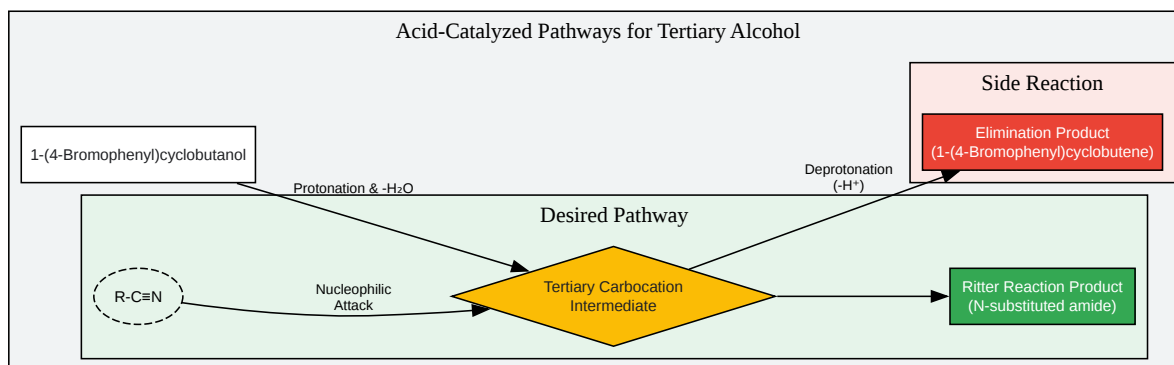 Acid-Catalyzed Pathways for Tertiary Alcohol
Side Reaction
1-(4-Bromophenyl)cyclobutanol
Elimination Product
(1-(4-Bromophenyl)cyclobutene)
Protonation & -H₂O
Deprotonation
(-H⁺)
Desired Pathway
R-C≡N
Nucleophilic
Attack
Tertiary Carbocation
Intermediate
Ritter Reaction Product
(N-substituted amide)